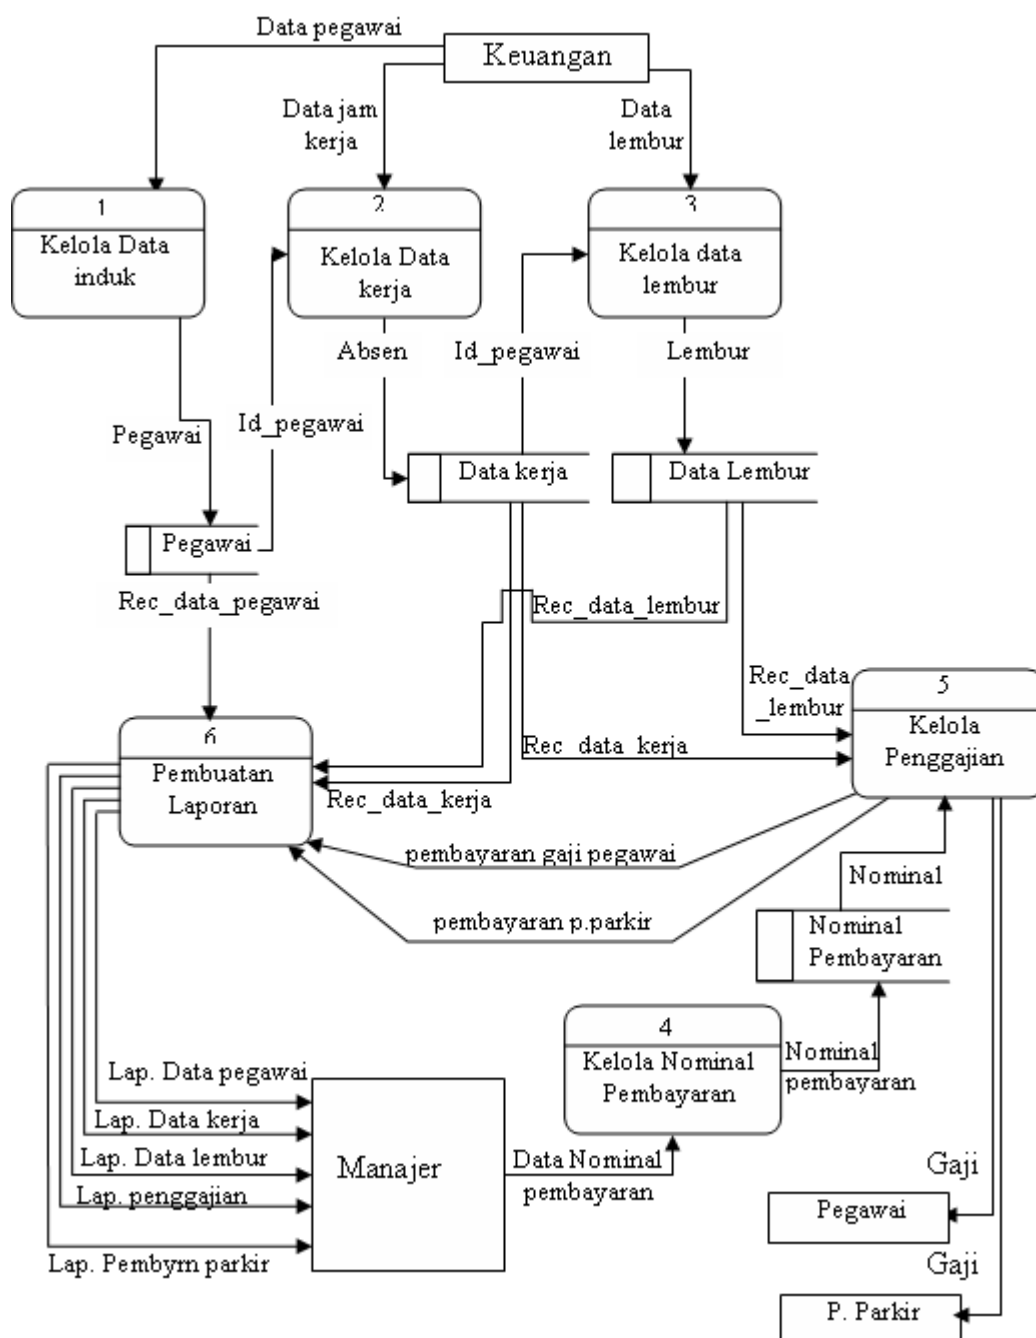 Data pegawai
Keuangan
Data jam
kerja
Data
lembur
1
Kelola Data
induk
2
Kelola Data
kerja
3
Kelola data
lembur
Absen
Id_pegawai
Lembur
Pegawai
Id_pegawai
Data kerja
Data Lembur
Pegawai
Rec_data_pegawai
Rec_data_lembur
Rec_data
_lembur
5
Kelola
Penggajian
6
Pembuatan
Laporan
Rec_data_kerja
Rec_data_kerja
pembayaran gaji pegawai
Nominal
pembayaran p.parkir
Nominal
Pembayaran
4
Kelola Nominal
Pembayaran
Nominal
pembayaran
Lap. Data pegawai
Lap. Data kerja
Lap. Data lembur
Lap. penggajian
Lap. Pembyrn parkir
Manajer
Data Nominal
pembayaran
Gaji
Pegawai
Gaji
P. Parkir